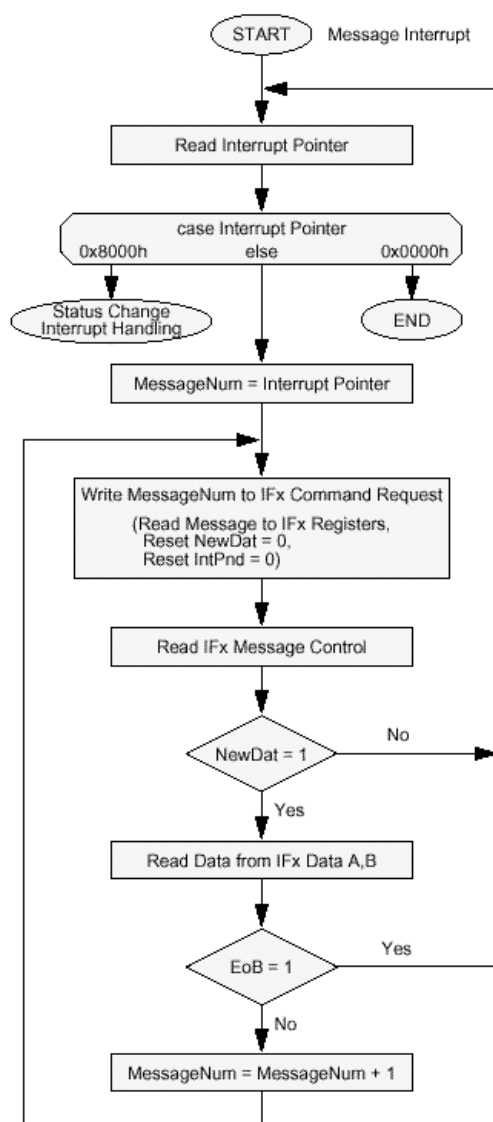 START
Message Interrupt
Read Interrupt Pointer
case Interrupt Pointer
0x8000h
else
0x0000h
Status Change
Interrupt Handling
END
MessageNum = Interrupt Pointer
Write MessageNum to IFx Command Request
(Read Message to IFx Registers,
Reset NewDat = 0,
Reset IntPnd = 0)
Read IFx Message Control
No
NewDat = 1
Yes
Read Data from IFx Data A,B
Yes
EoB = 1
No
MessageNum = MessageNum + 1